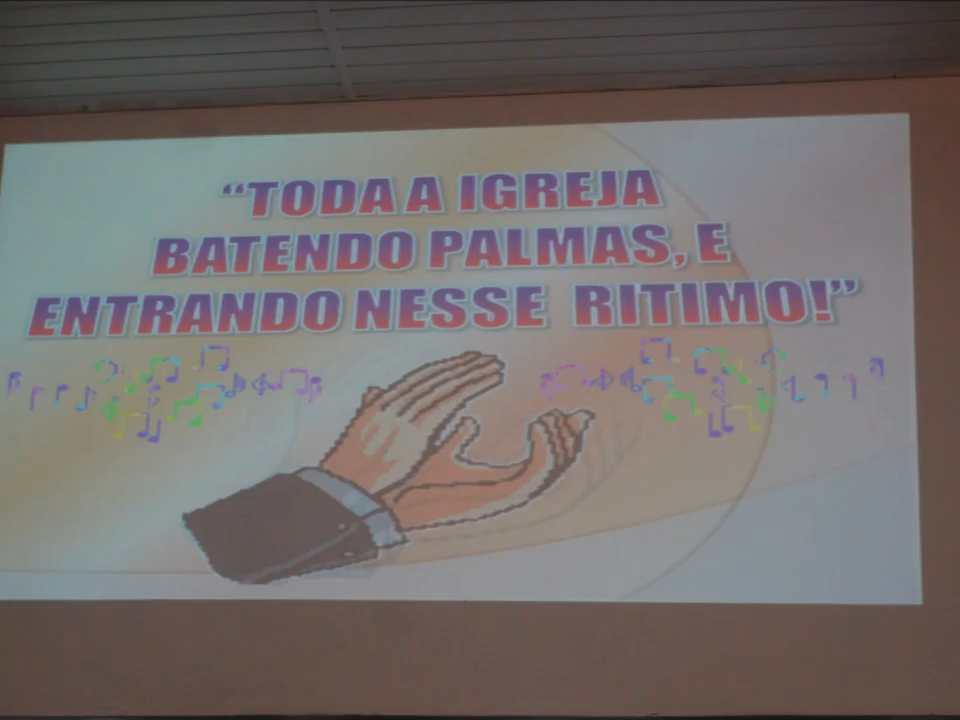 “TODA A IGREJA
BATENDO PALMAS, E
ENTRANDO NESSE RITIMO!”